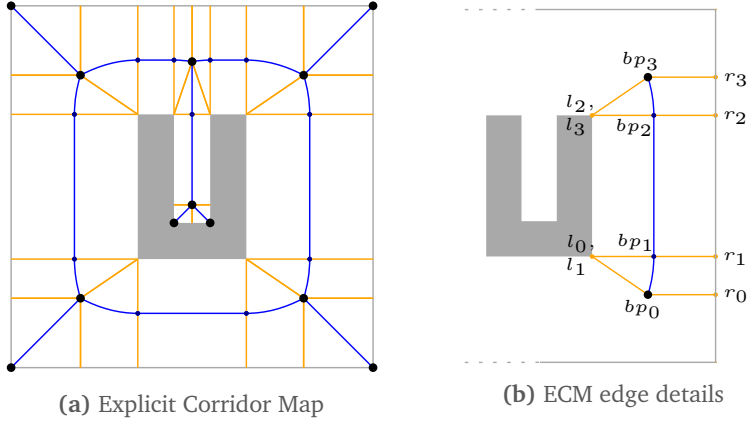 bp3
l2,
l3
bp2
r3
r2
l0,
l1
bp1
r1
bp0
r0
(a) Explicit Corridor Map
(b) ECM edge details